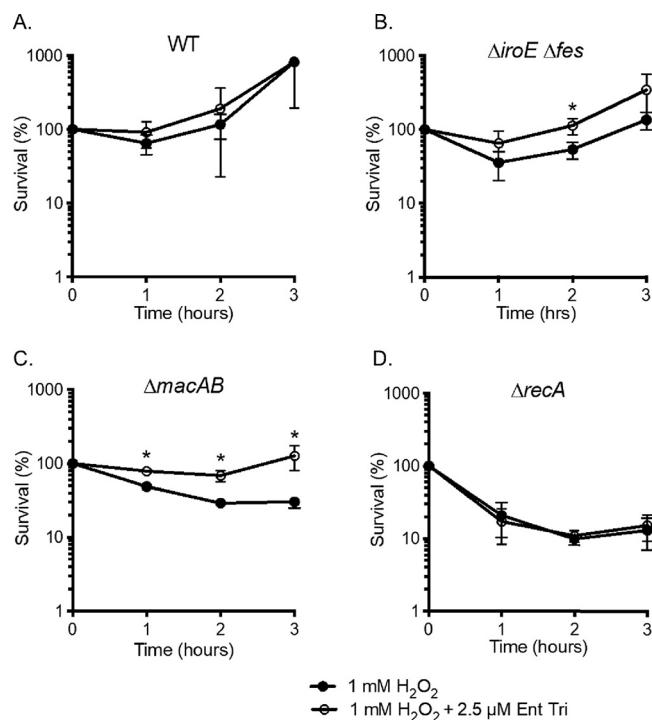 A.
WT
1000
100
10
1
Survival (%)
0 1 2 3
Time (hours)
B.
ΔiroE Δfes
1000
100
10
1
Survival (%)
*
0 1 2 3
Time (hrs)
C.
ΔmacAB
1000
100
10
1
Survival (%)
* * *
0 1 2 3
Time (hours)
D.
ΔrecA
1000
100
10
1
Survival (%)
0 1 2 3
Time (hours)
1 mM H₂O₂
1 mM H₂O₂ + 2.5 µM Ent Tri